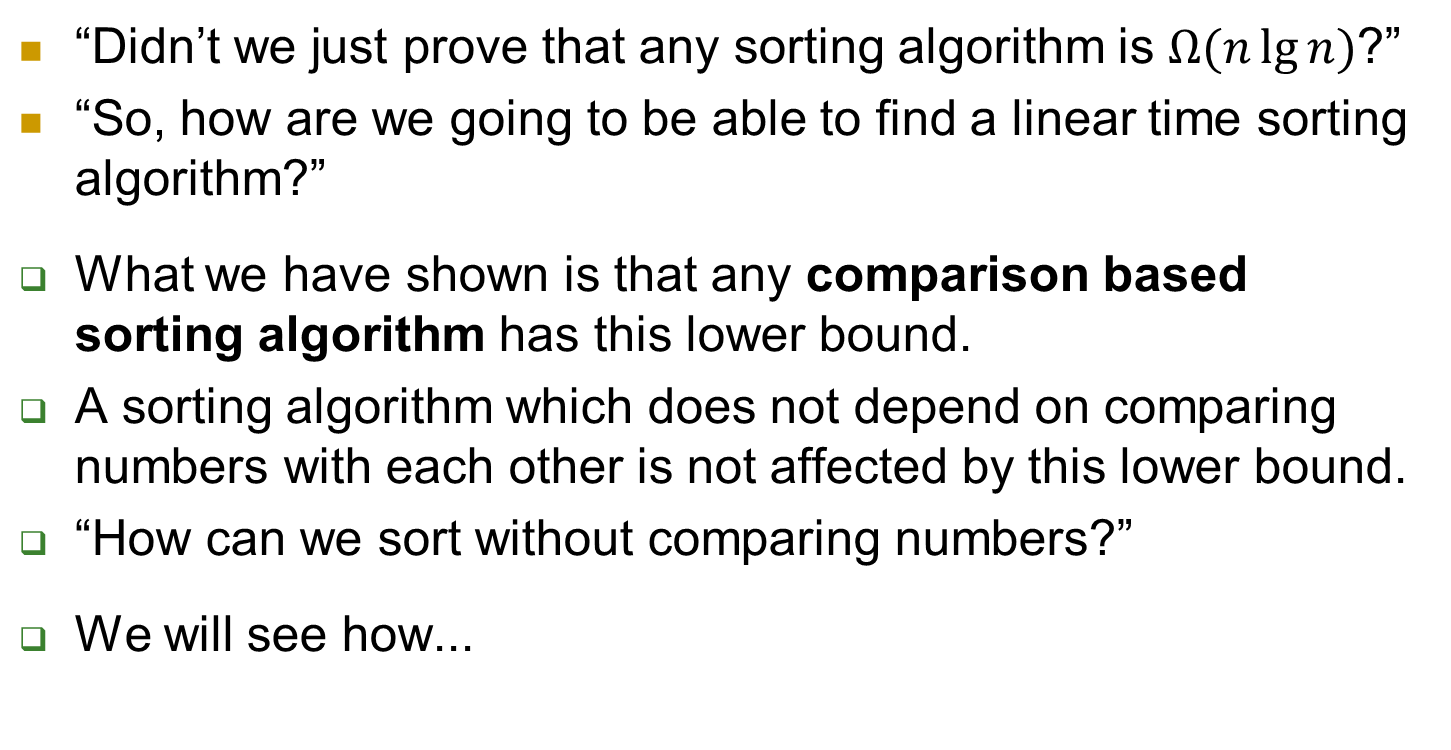 “Didn’t we just prove that any sorting algorithm is Ω(n lg n)?”
“So, how are we going to be able to find a linear time sorting
algorithm?”
What we have shown is that any comparison based
sorting algorithm has this lower bound.
A sorting algorithm which does not depend on comparing
numbers with each other is not affected by this lower bound.
“How can we sort without comparing numbers?”
We will see how...